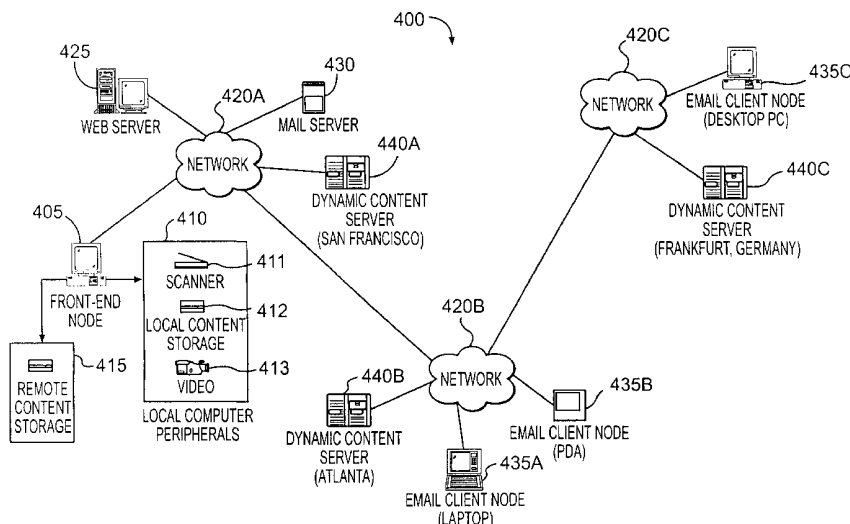 400
425
WEB SERVER
430
MAIL SERVER
420A
NETWORK
440A
DYNAMIC CONTENT
SERVER
(SAN FRANCISCO)
420C
NETWORK
435C
EMAIL CLIENT NODE
(DESKTOP PC)
440C
DYNAMIC CONTENT
SERVER
(FRANKFURT, GERMANY)
405
FRONT-END
NODE
410
411
SCANNER
412
LOCAL CONTENT
STORAGE
413
VIDEO
LOCAL COMPUTER
PERIPHERALS
415
REMOTE
CONTENT
STORAGE
420B
NETWORK
440B
DYNAMIC CONTENT
SERVER
(ATLANTA)
435A
EMAIL CLIENT NODE
(LAPTOP)
435B
EMAIL CLIENT NODE
(PDA)